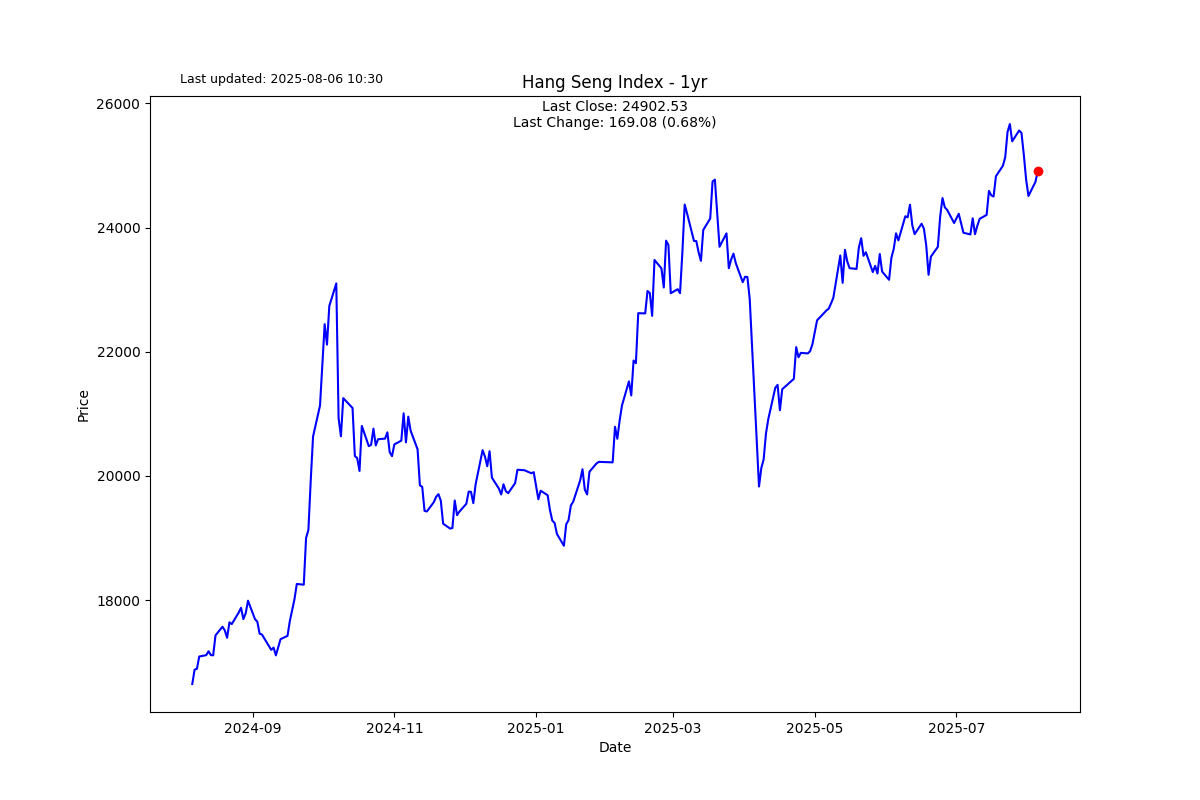 Last updated: 2025-08-06 10:30
Hang Seng Index - 1yr
Last Close: 24902.53
Last Change: 169.08 (0.68%)
26000
24000
22000
20000
18000
Price
2024-09
2024-11
2025-01
2025-03
2025-05
2025-07
Date